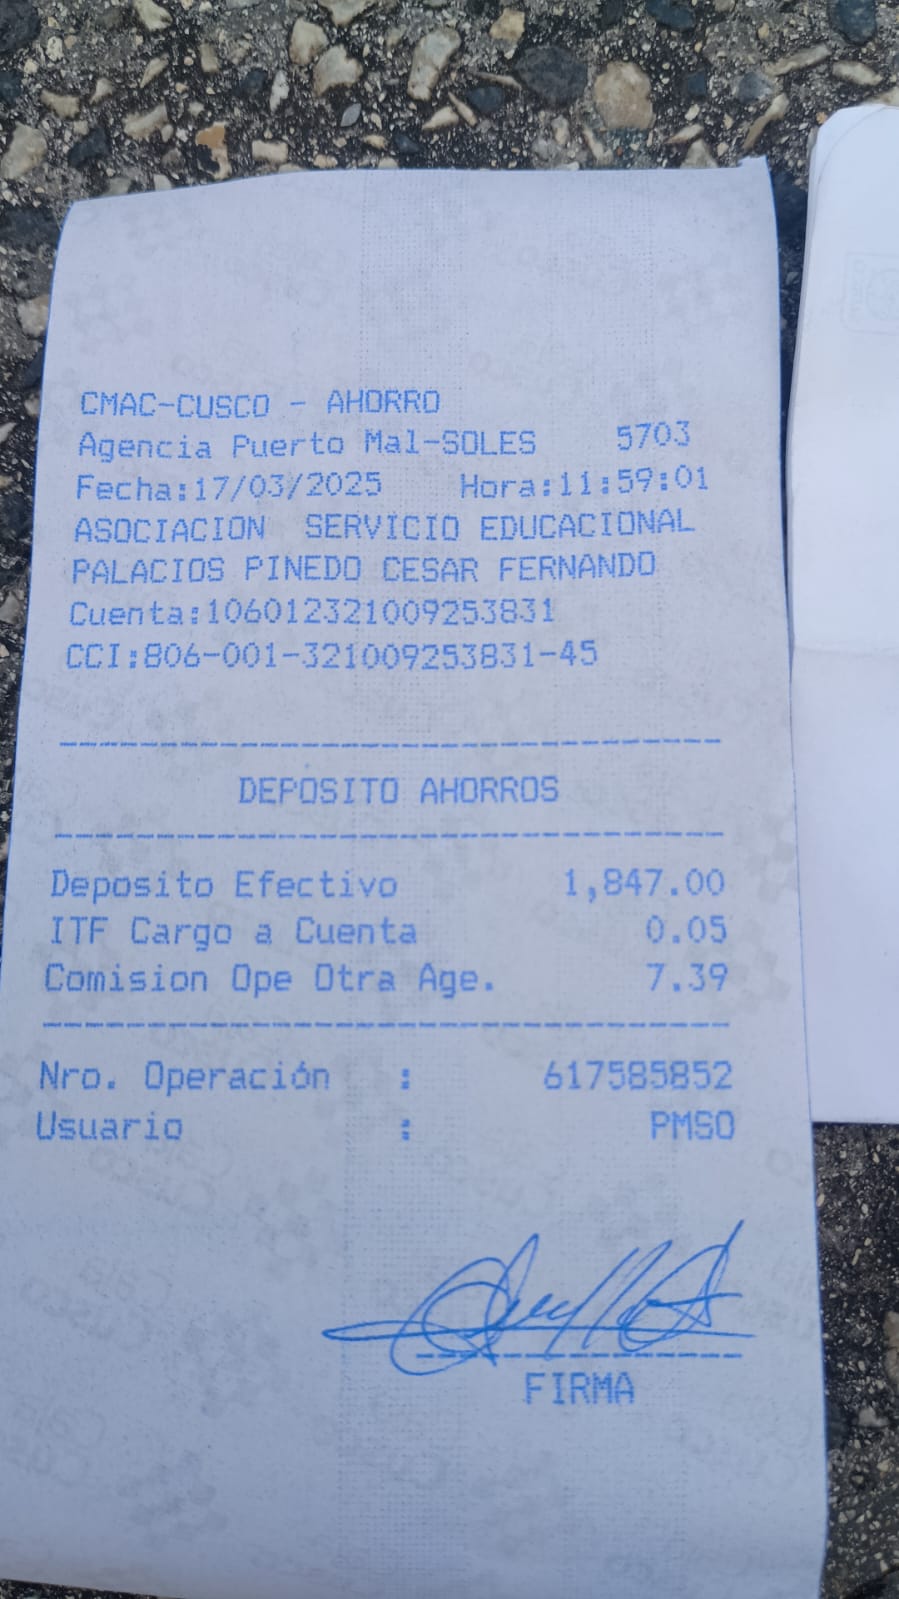 CMAC-CUSCO - AHORRO
Agencia Puerto Mal-SOLES 5703
Fecha:17/03/2025 Hora:11:59:01
ASOCIACION SERVICIO EDUCACIONAL
PALACIOS PINEDO CESAR FERNANDO
Cuenta:106012321009253831
CCI:806-001-321009253831-45
DEPOSITO AHORROS
Deposito Efectivo 1,847.00
ITF Cargo a Cuenta 0.05
Comision Ope Otra Age. 7.39
Nro. Operación : 617585852
Usuario : PMSO
FIRMA